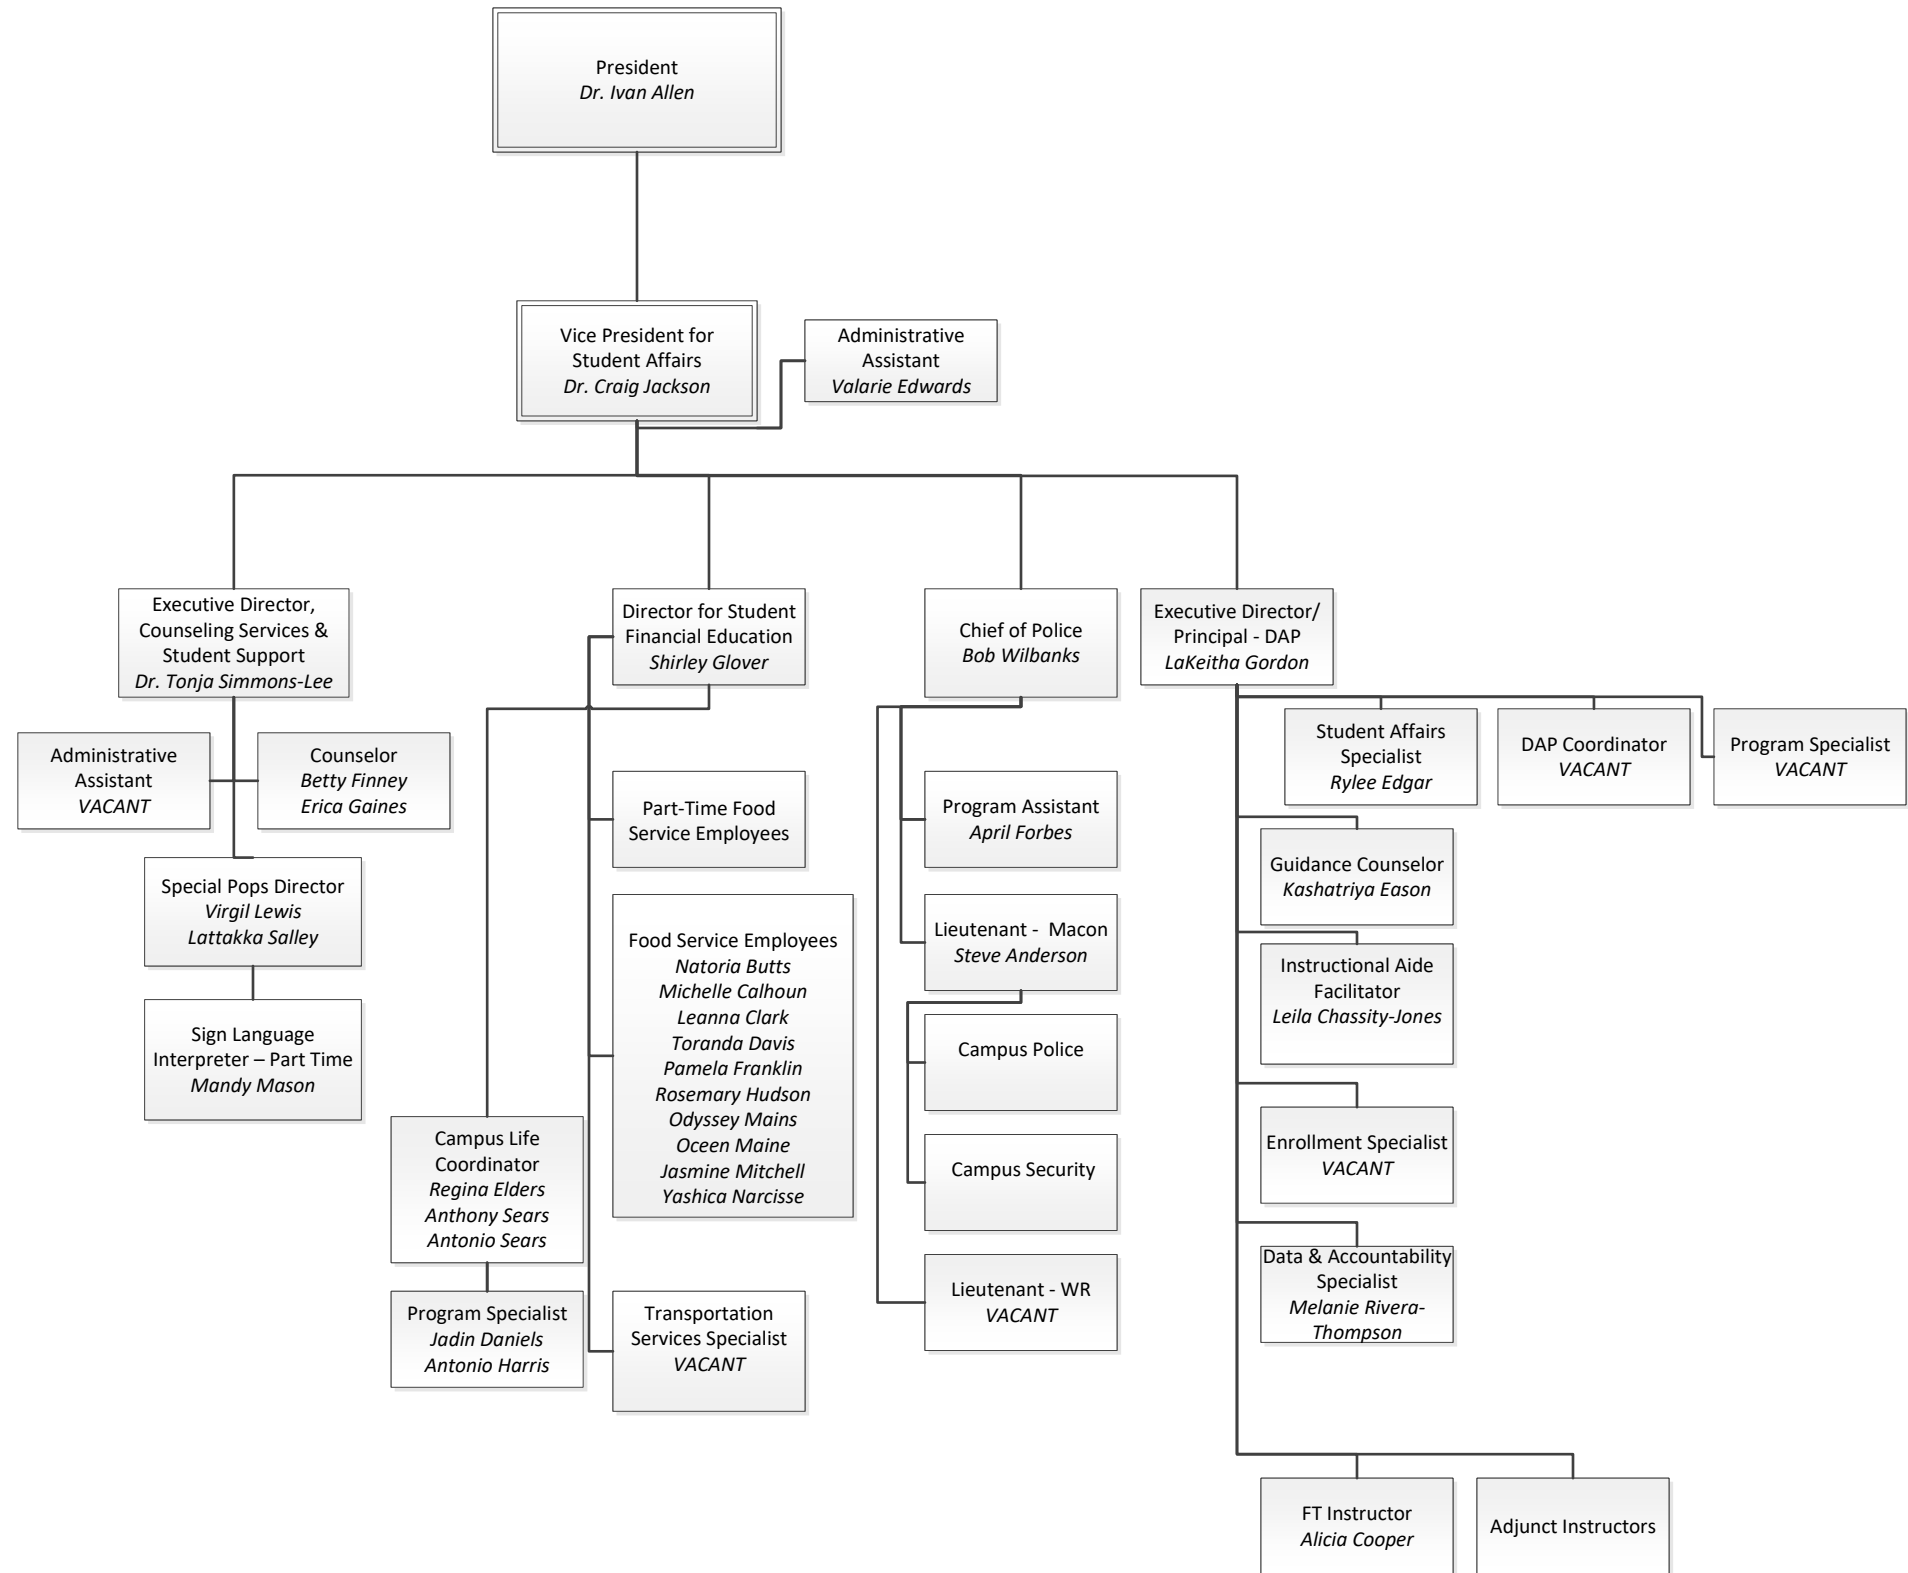 President
Dr. Ivan Allen
Vice President for
Student Affairs
Dr. Craig Jackson
Administrative
Assistant
Valarie Edwards
Executive Director,
Counseling Services &
Student Support
Dr. Tonja Simmons-Lee
Director for Student
Financial Education
Shirley Glover
Chief of Police
Bob Wilbanks
Executive Director/
Principal - DAP
LaKeitha Gordon
Administrative
Assistant
VACANT
Counselor
Betty Finney
Erica Gaines
Special Pops Director
Virgil Lewis
Lattakka Salley
Sign Language
Interpreter – Part Time
Mandy Mason
Campus Life
Coordinator
Regina Elders
Anthony Sears
Antonio Sears
Program Specialist
Jadin Daniels
Antonio Harris
Part-Time Food
Service Employees
Food Service Employees
Natoria Butts
Michelle Calhoun
Leanna Clark
Toranda Davis
Pamela Franklin
Rosemary Hudson
Odyssey Mains
Oceen Maine
Jasmine Mitchell
Yashica Narcisse
Transportation
Services Specialist
VACANT
Program Assistant
April Forbes
Lieutenant -  Macon
Steve Anderson
Campus Police
Campus Security
Lieutenant - WR
VACANT
Student Affairs
Specialist
Rylee Edgar
DAP Coordinator
VACANT
Program Specialist
VACANT
Guidance Counselor
Kashatriya Eason
Instructional Aide
Facilitator
Leila Chassity-Jones
Enrollment Specialist
VACANT
Data & Accountability
Specialist
Melanie Rivera-
Thompson
FT Instructor
Alicia Cooper
Adjunct Instructors